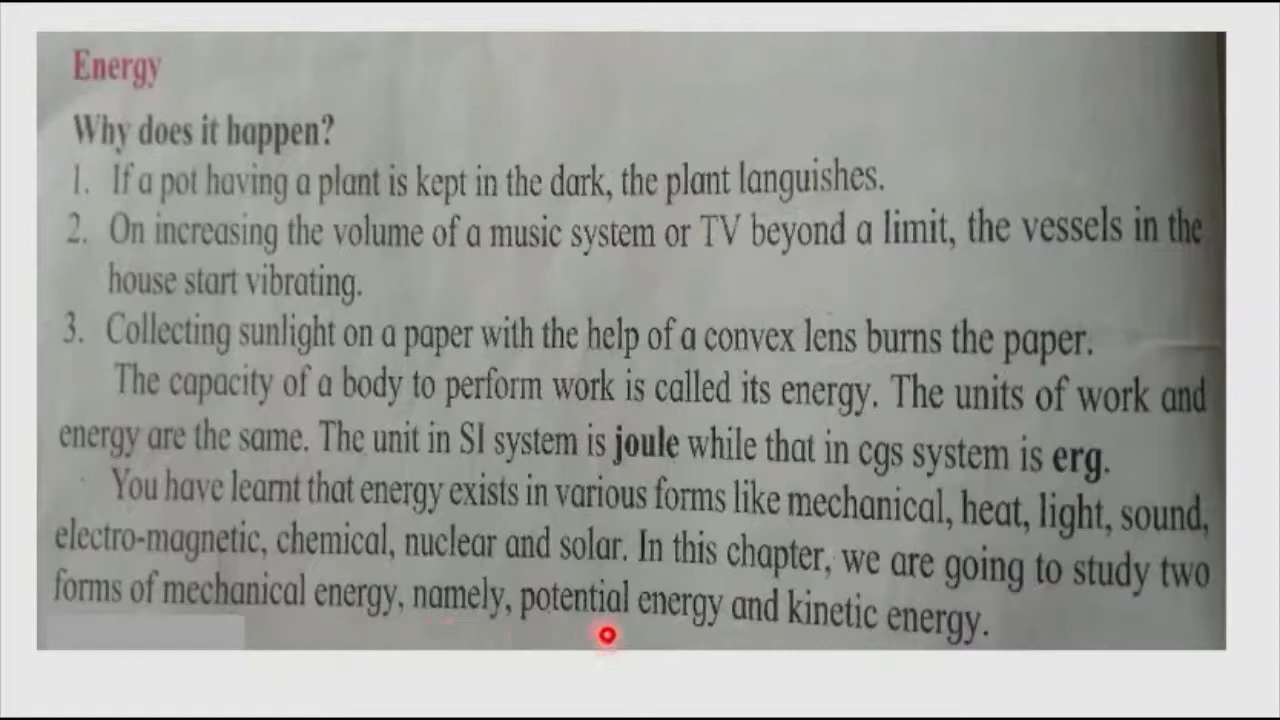 Energy
Why does it happen?
1. If a pot having a plant is kept in the dark, the plant languishes.
2. On increasing the volume of a music system or TV beyond a limit, the vessels in the
house start vibrating.
3. Collecting sunlight on a paper with the help of a convex lens burns the paper.
The capacity of a body to perform work is called its energy. The units of work and
energy are the same. The unit in SI system is joule while that in cgs system is erg.
You have learnt that energy exists in various forms like mechanical, heat, light, sound,
electro-magnetic, chemical, nuclear and solar. In this chapter, we are going to study two
forms of mechanical energy, namely, potential energy and kinetic energy.